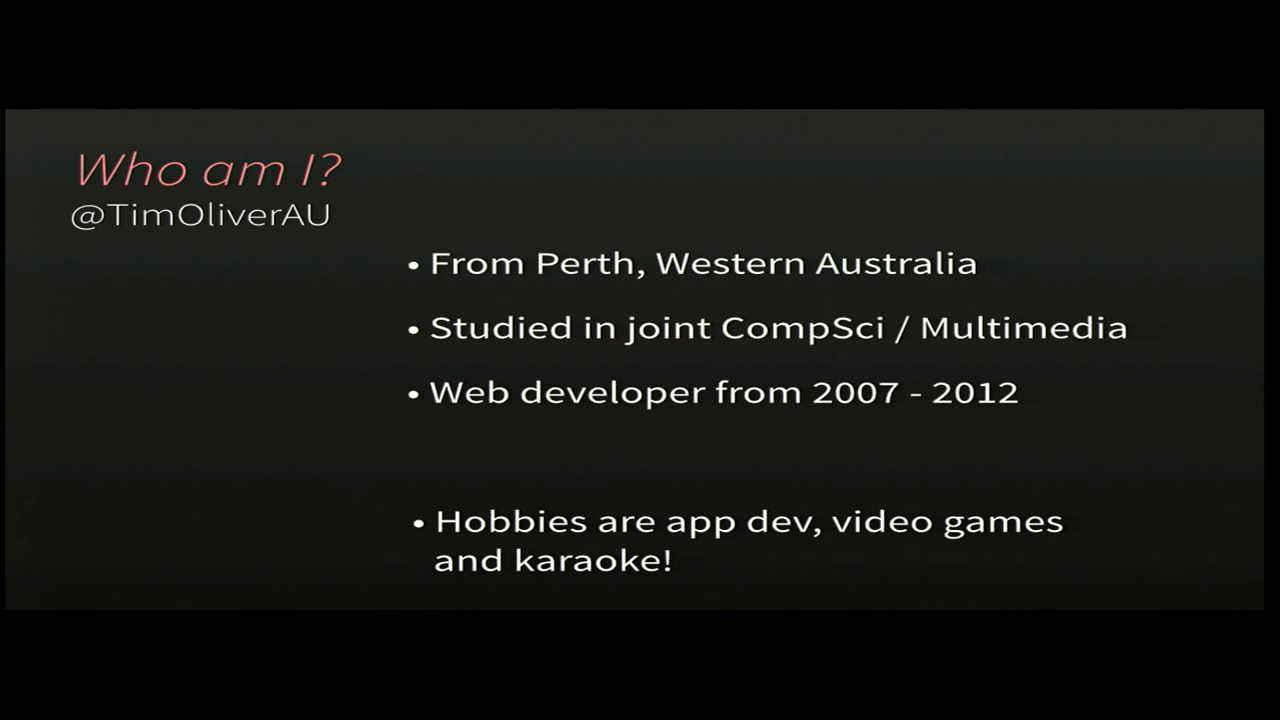 Who am I?
@TimOliverAU
• From Perth, Western Australia
• Studied in joint CompSci / Multimedia
• Web developer from 2007 - 2012
• Hobbies are app dev, video games
and karaoke!